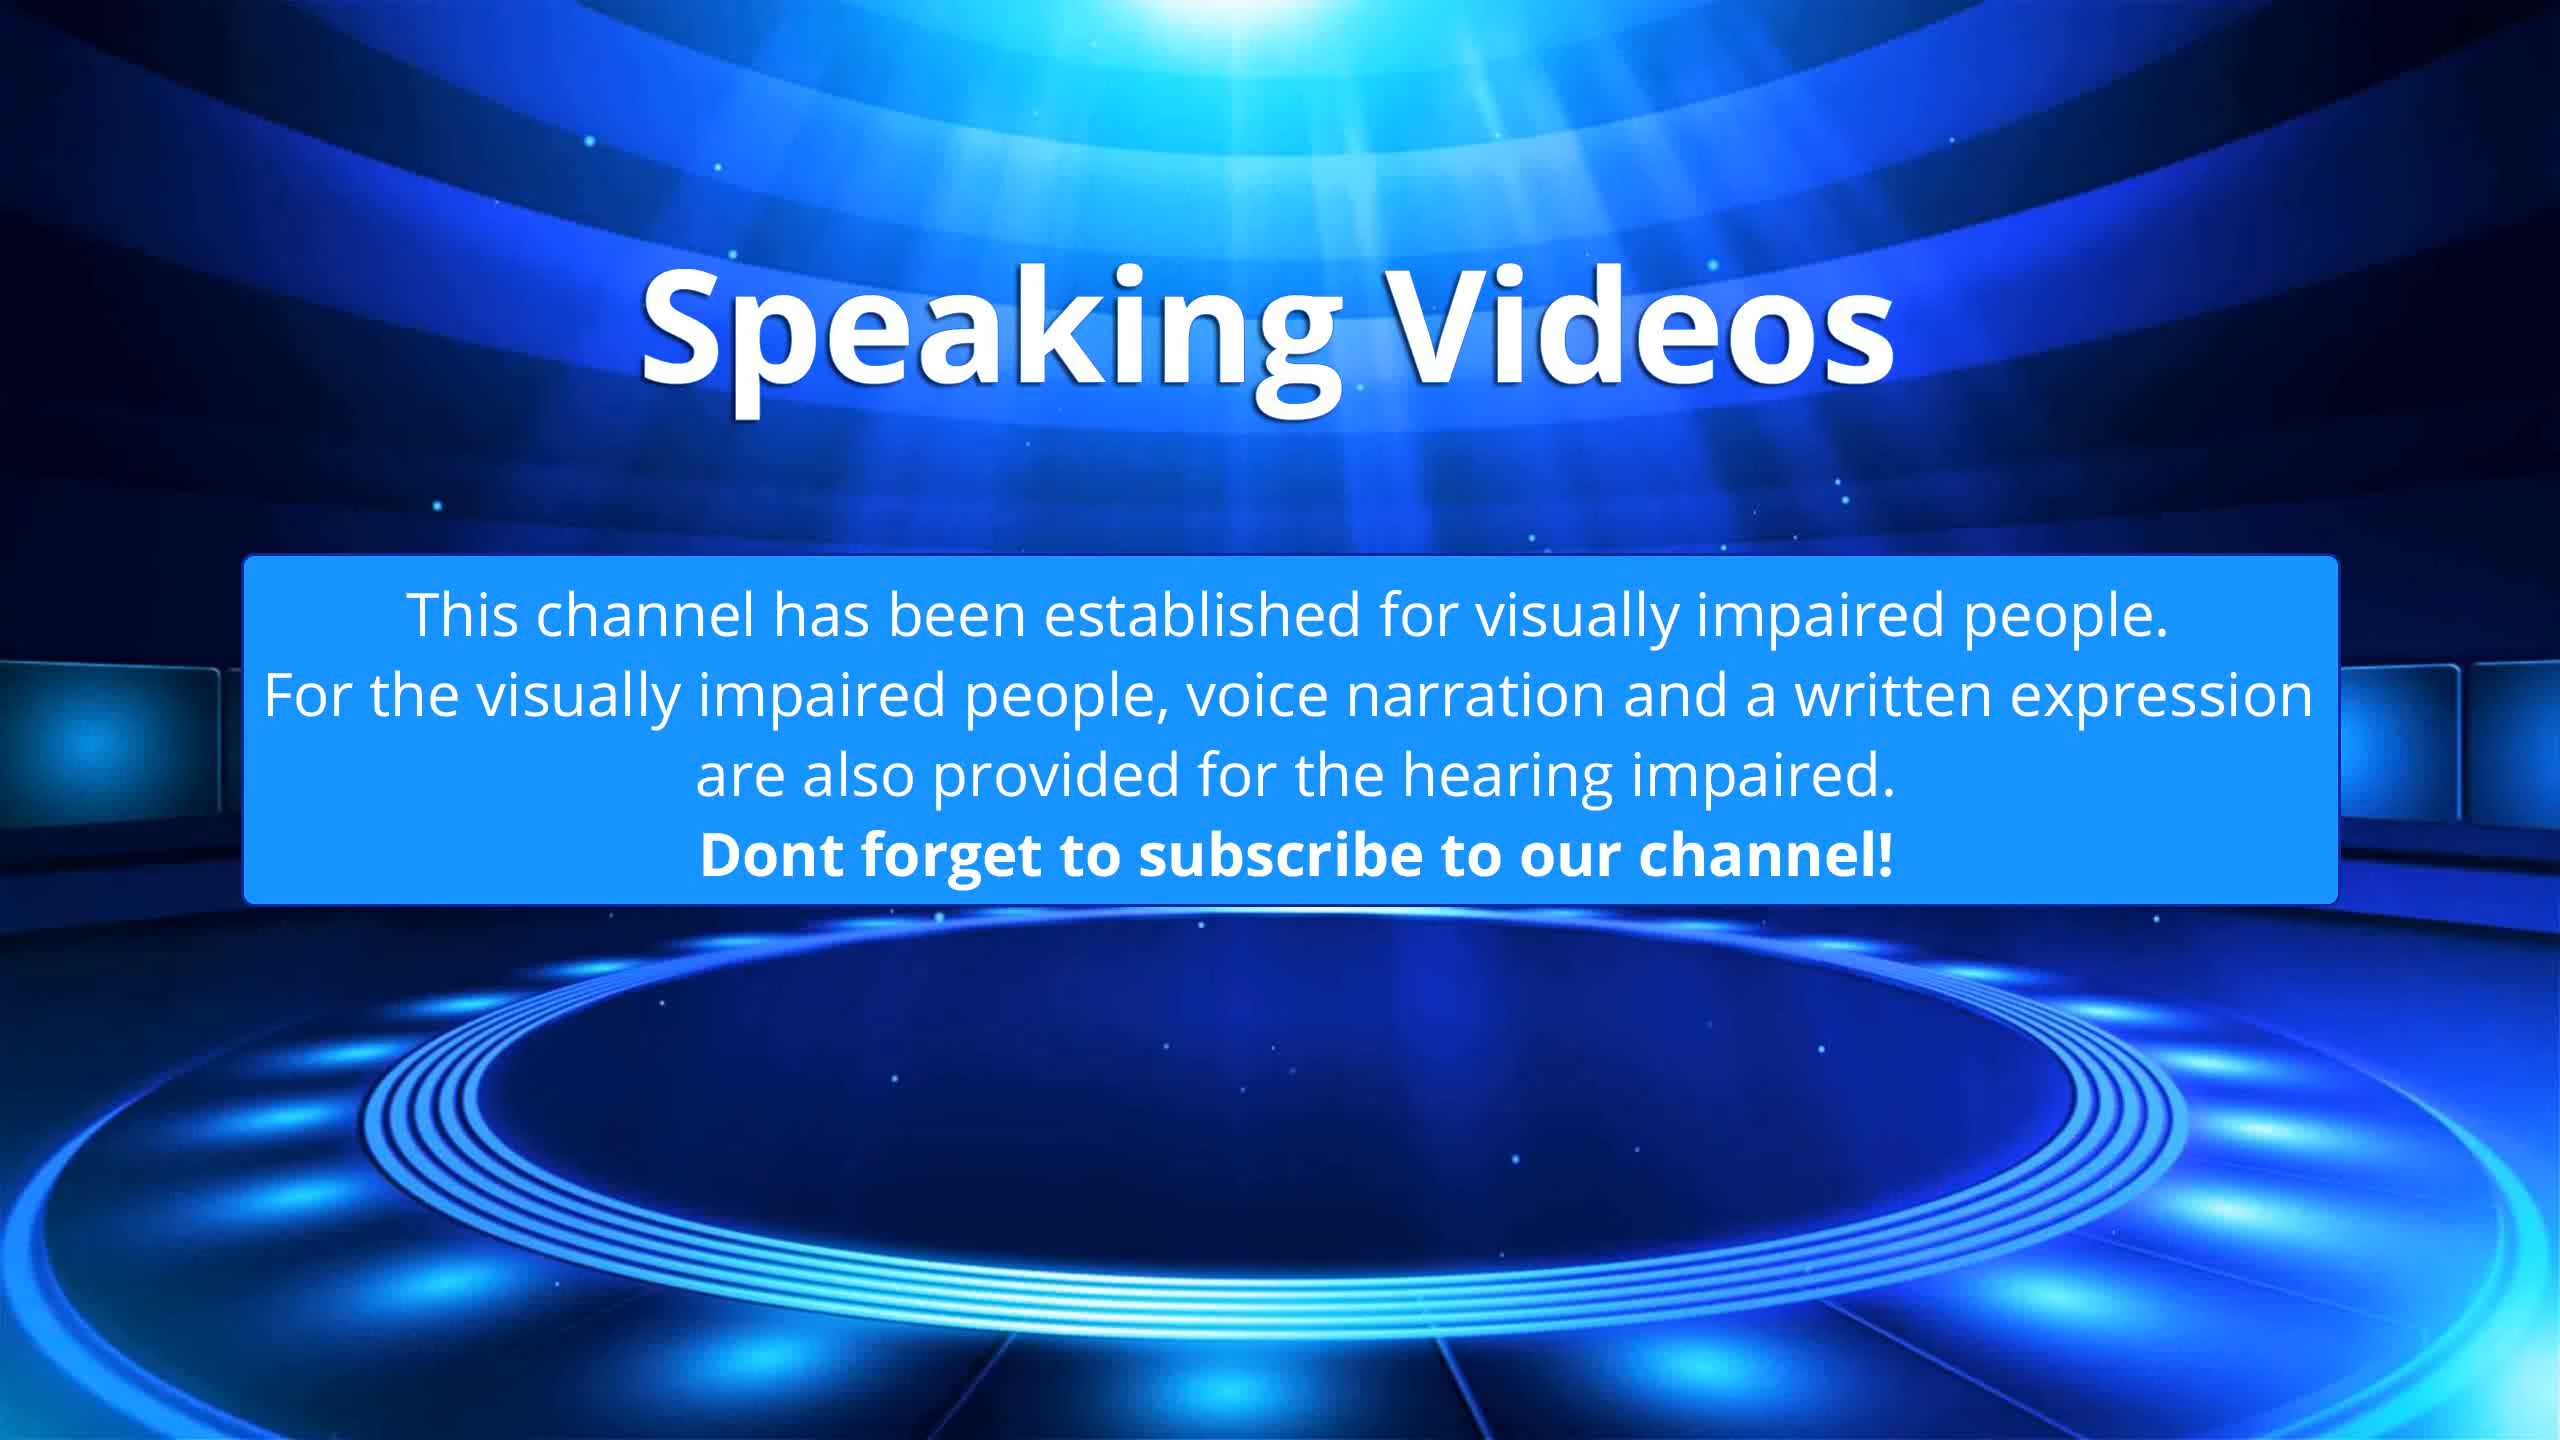 Speaking Videos
This channel has been established for visually impaired people.
For the visually impaired people, voice narration and a written expression
are also provided for the hearing impaired.
Dont forget to subscribe to our channel!